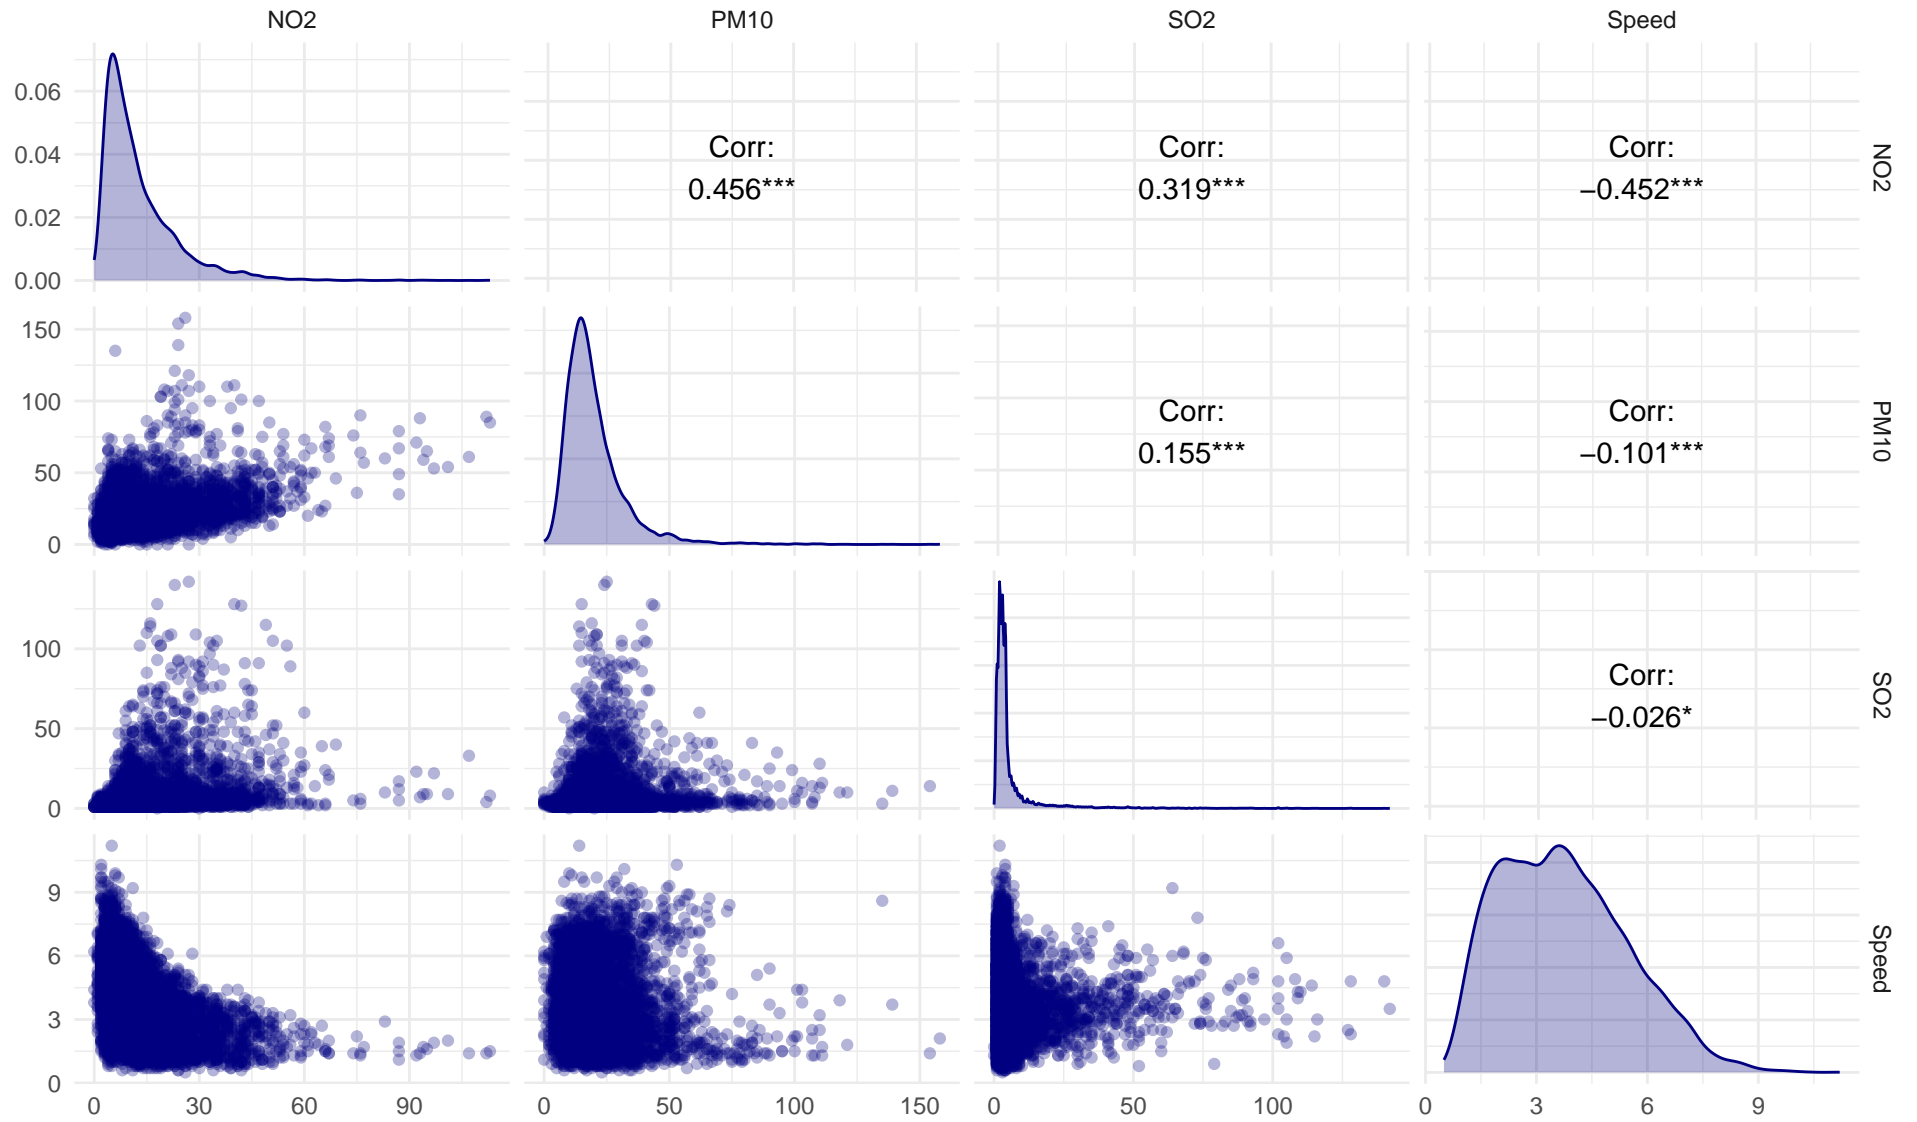 NO2 PM10 SO2 Speed
0.06
0.04
0.02
0.00
Corr:
0.456***
Corr:
0.319***
Corr:
−0.452***
NO2
150
100
50
0
Corr:
0.155***
Corr:
−0.101***
PM10
100
50
0
Corr:
−0.026*
SO2
9
6
3
0
Speed
0 30 60 90 0 50 100 150 0 50 100 0 3 6 9